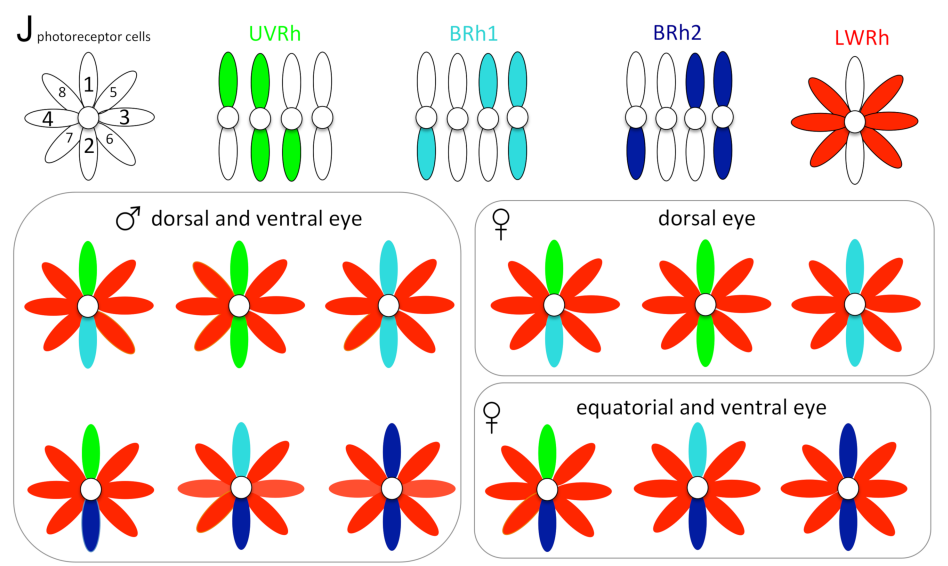 J photoreceptor cells
UVRh
BRh1
BRh2
LWRh
1
8
5
4
3
7
6
2
♂ dorsal and ventral eye
♀ dorsal eye
♀ equatorial and ventral eye